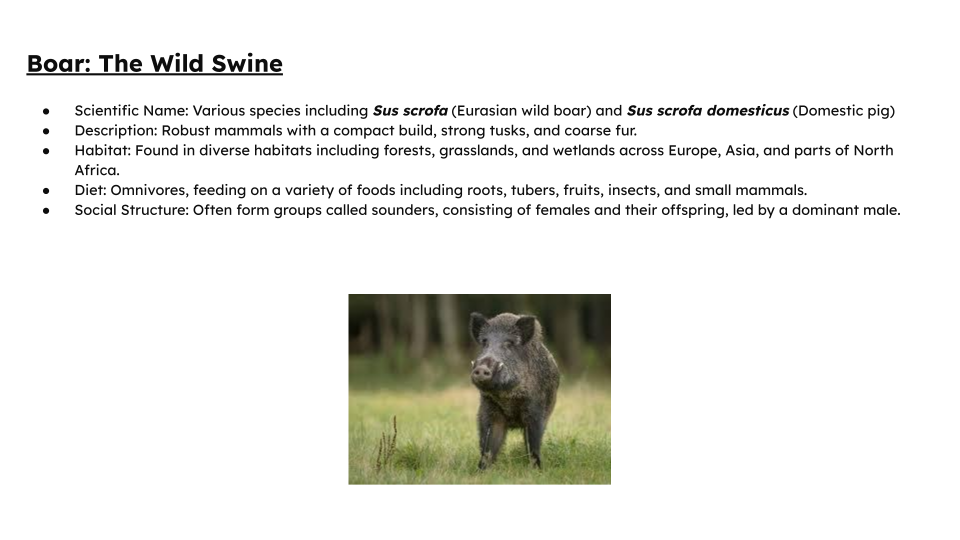 Boar: The Wild Swine
● Scientific Name: Various species including Sus scrofa (Eurasian wild boar) and Sus scrofa domesticus (Domestic pig)
● Description: Robust mammals with a compact build, strong tusks, and coarse fur.
● Habitat: Found in diverse habitats including forests, grasslands, and wetlands across Europe, Asia, and parts of North
Africa.
● Diet: Omnivores, feeding on a variety of foods including roots, tubers, fruits, insects, and small mammals.
● Social Structure: Often form groups called sounders, consisting of females and their offspring, led by a dominant male.